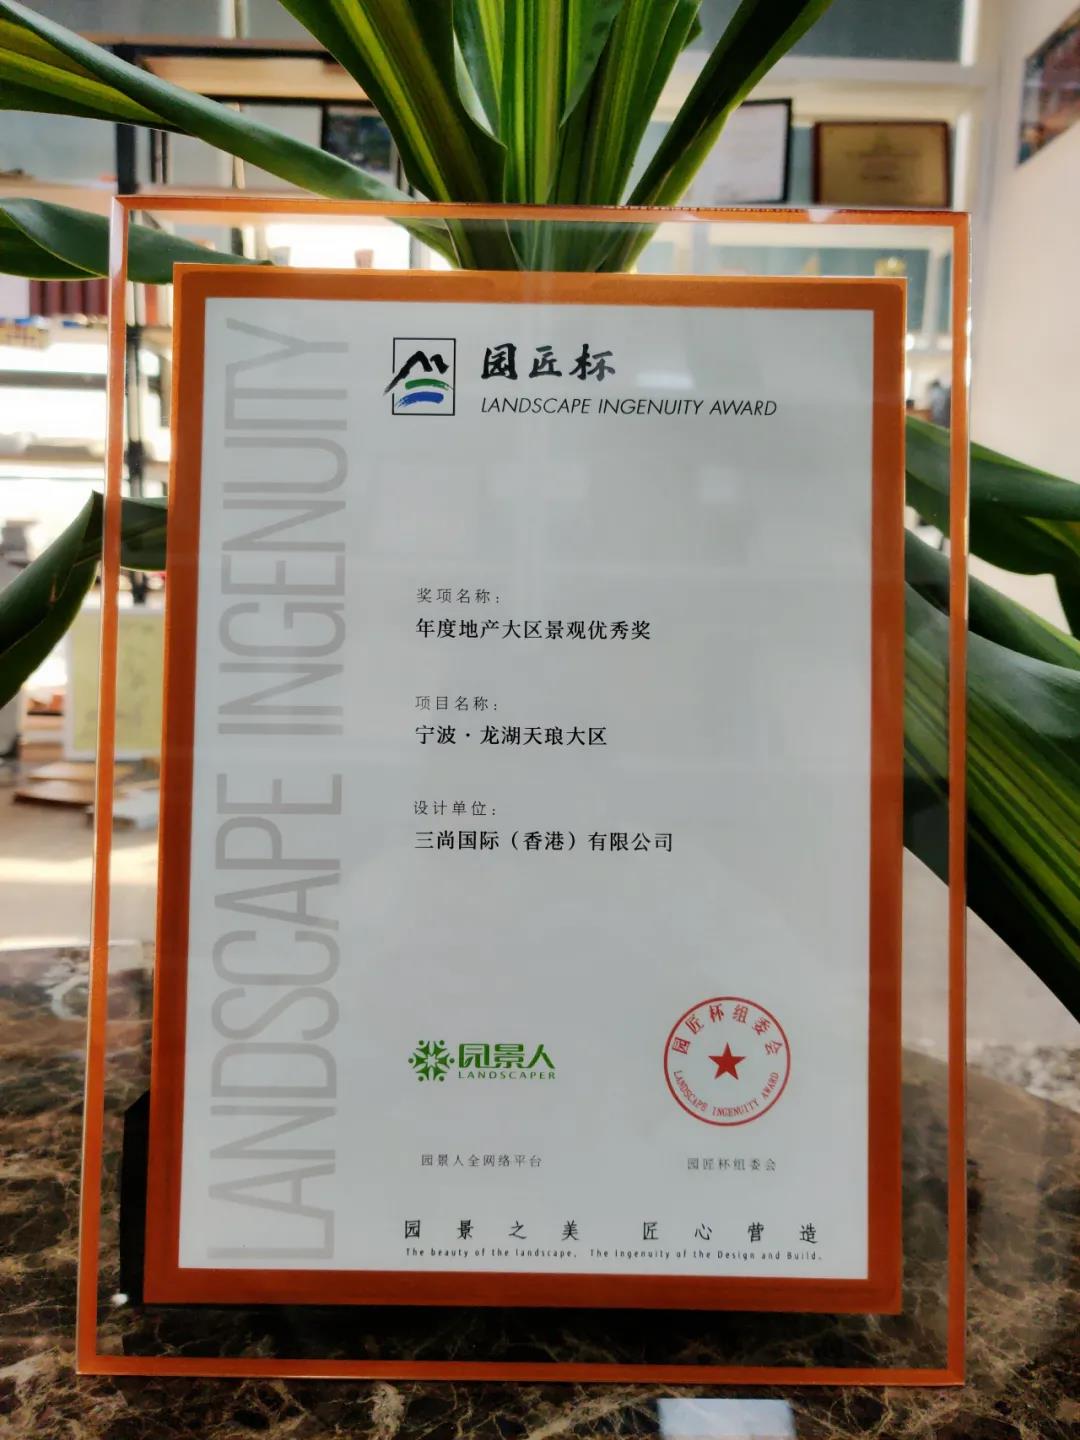 LANDSCAPE INGENUITY
园匠杯
LANDSCAPE INGENUITY AWARD
奖项名称：
年度地产大区景观优秀奖
项目名称：
宁波·龙湖天琅大区
设计单位：
三尚国际（香港）有限公司
园景人
LANDSCAPER
园匠杯组委会
LANDSCAPE INGENUITY AWARD
园景人全网络平台
园匠杯组委会
园景之美 匠心营造
The beauty of the landscape, The Ingenuity of the Design and Build.